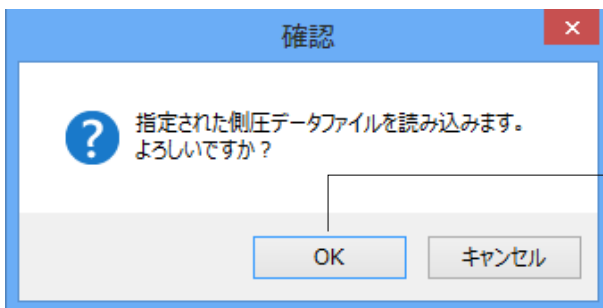 確認
指定された側圧データファイルを読み込みます。
よろしいですか？
OK
キャンセル